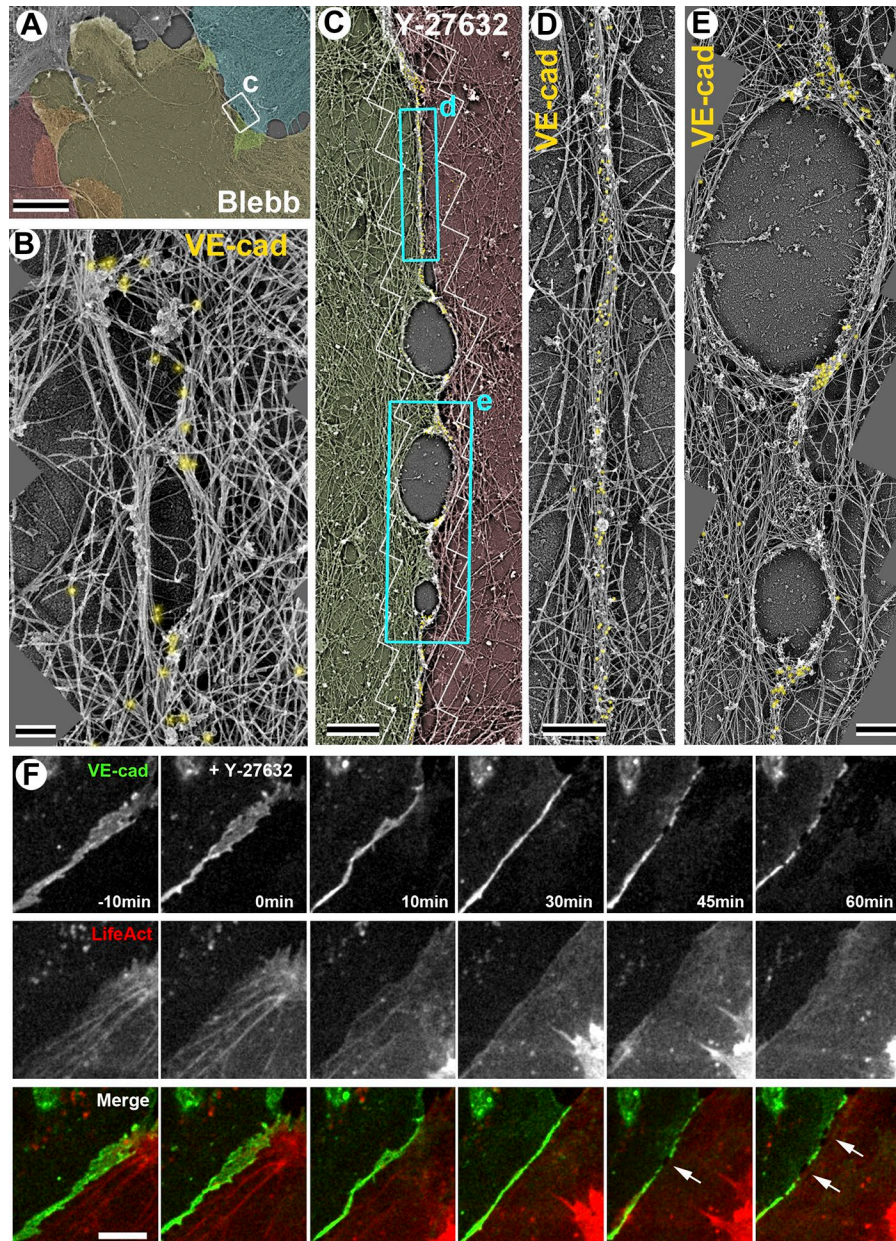 A
C
Blebb
B
VE-cad
C
Y-27632
d
e
D
VE-cad
E
VE-cad
F
VE-cad
+ Y-27632
-10min
0min
10min
30min
45min
60min
LifeAct
Merge